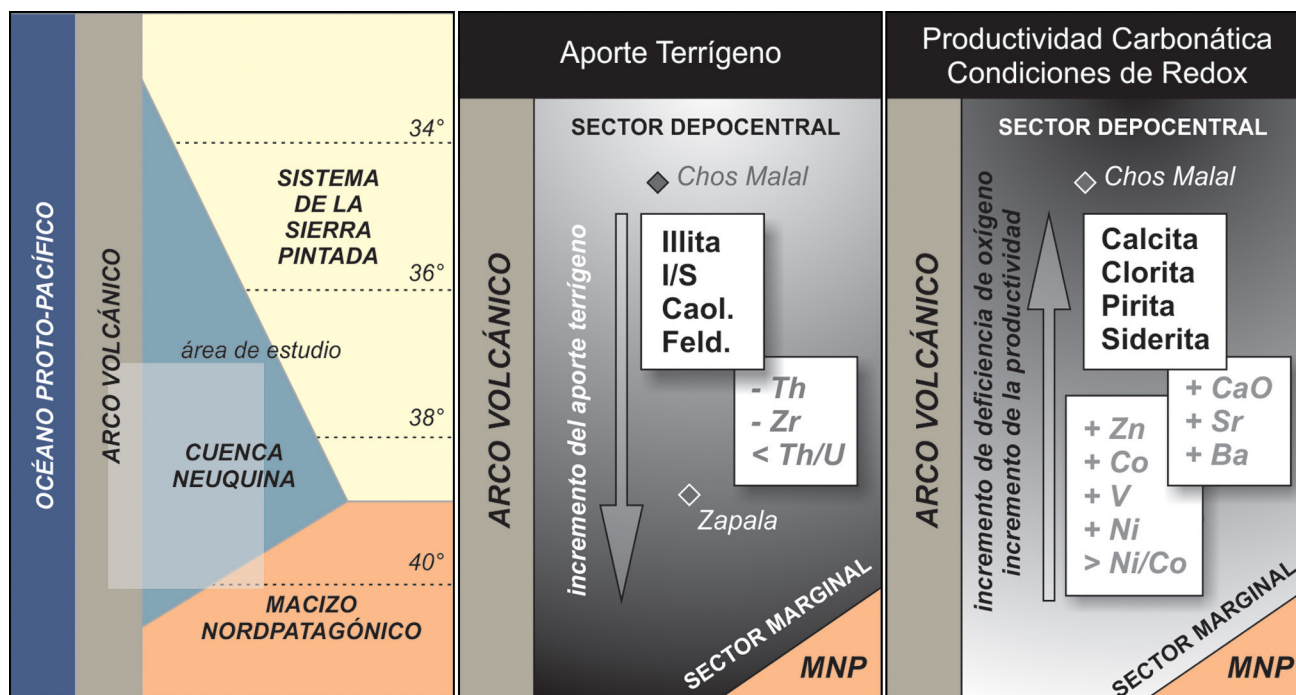 OCÉANO PROTO-PACÍFICO
ARCO VOLCÁNICO
34°
SISTEMA
DE LA
SIERRA
PINTADA
36°
área de estudio
38°
CUENCA
NEUQUINA
40°
MACIZO
NORDPATAGÓNICO
Aporte Terrígeno
ARCO VOLCÁNICO
SECTOR DEPOCENTRAL
Chos Malal
incremento del aporte terrígeno
Illita
I/S
Caol.
Feld.
- Th
- Zr
< Th/U
Zapala
SECTOR MARGINAL
MNP
Productividad Carbonática
Condiciones de Redox
ARCO VOLCÁNICO
SECTOR DEPOCENTRAL
Chos Malal
incremento de deficiencia de oxígeno
incremento de la productividad
Calcita
Clorita
Pirita
Siderita
+ CaO
+ Sr
+ Ba
+ Zn
+ Co
+ V
+ Ni
> Ni/Co
SECTOR MARGINAL
MNP